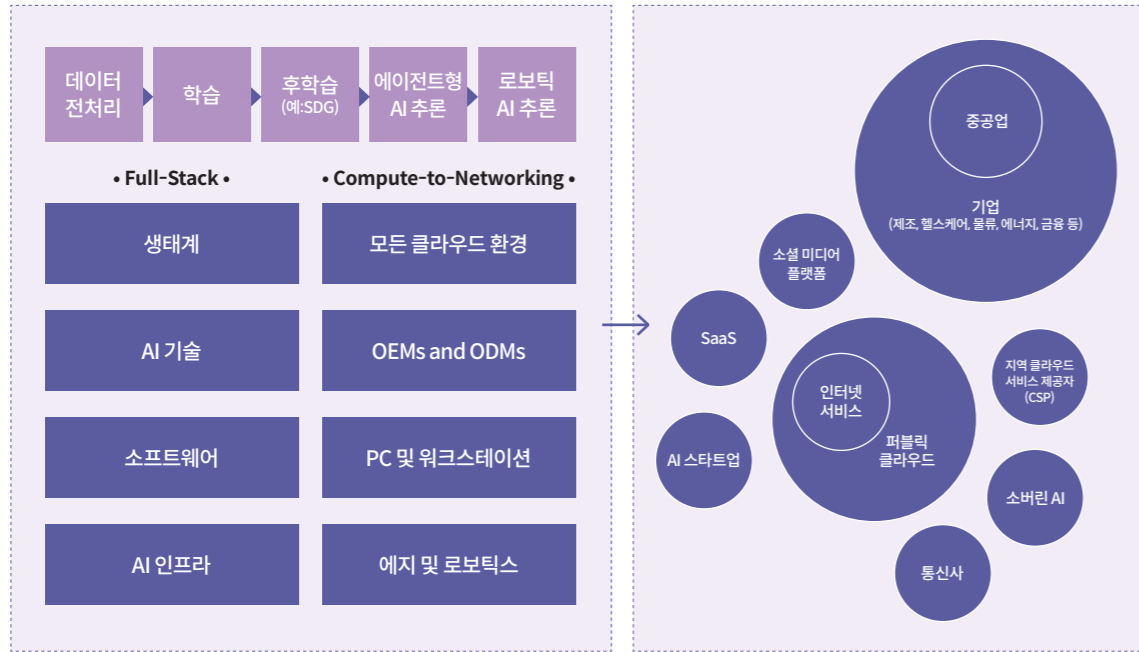 데이터
전처리
학습
후학습
(예:SDG)
에이전트형
AI 추론
로보틱
AI 추론
• Full-Stack •
• Compute-to-Networking •
생태계
모든 클라우드 환경
AI 기술
OEMs and ODMs
소프트웨어
PC 및 워크스테이션
AI 인프라
에지 및 로보틱스
중공업
기업
(제조, 헬스케어, 물류, 에너지, 금융 등)
소셜 미디어
플랫폼
SaaS
지역 클라우드
서비스 제공자
(CSP)
인터넷
서비스
퍼블릭
클라우드
AI 스타트업
소버린 AI
통신사